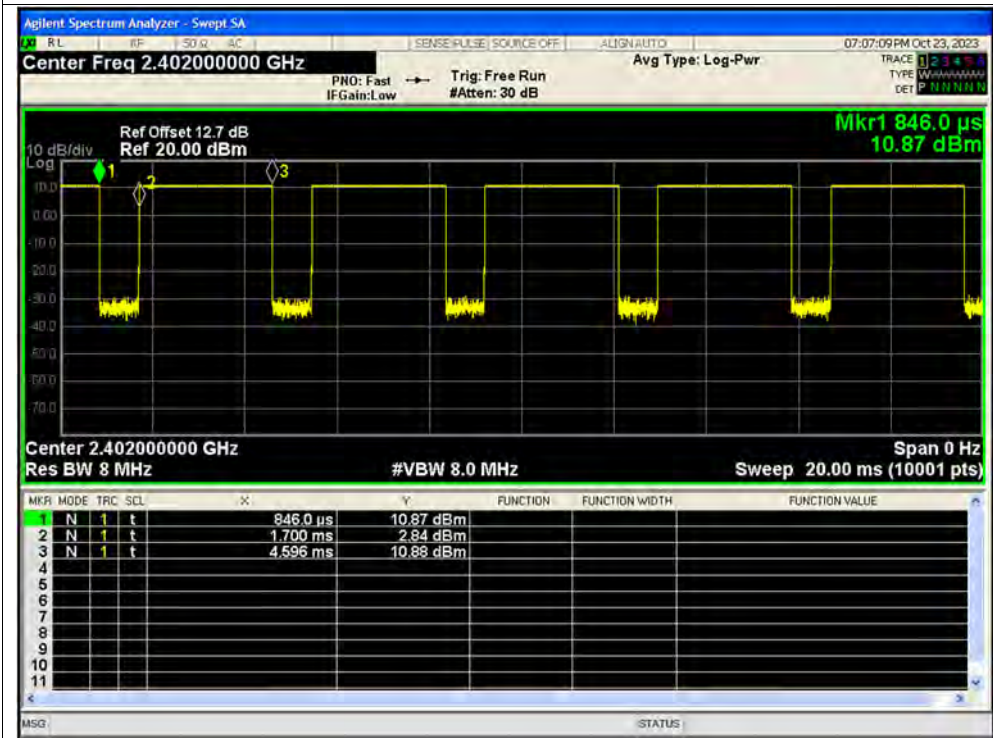 Agilent Spectrum Analyzer - Swept SA
RL RF 50 Ω AC SENSE:PULSE SOURCE OFF ALIGNAUTO 07:07:09 PM Oct 23, 2023
Center Freq 2.402000000 GHz
PNO: Fast
IFGain:Low
Trig: Free Run
#Atten: 30 dB
Avg Type: Log-Pwr
TRACE 1 2 3 4 5 6
TYPE
DET P N N N N N
Mkr1 846.0 µs
10.87 dBm
Ref Offset 12.7 dB
10 dB/div Ref 20.00 dBm
Log
1
2
3
10.0
0.00
-10.0
-20.0
-30.0
-40.0
-50.0
-60.0
-70.0
Center 2.402000000 GHz Span 0 Hz
Res BW 8 MHz #VBW 8.0 MHz Sweep 20.00 ms (10001 pts)
MKR MODE TRC SCL X Y FUNCTION FUNCTION WIDTH FUNCTION VALUE
1 N 1 t 846.0 µs 10.87 dBm
2 N 1 t 1.700 ms 2.84 dBm
3 N 1 t 4.596 ms 10.88 dBm
4
5
6
7
8
9
10
11
MSG STATUS